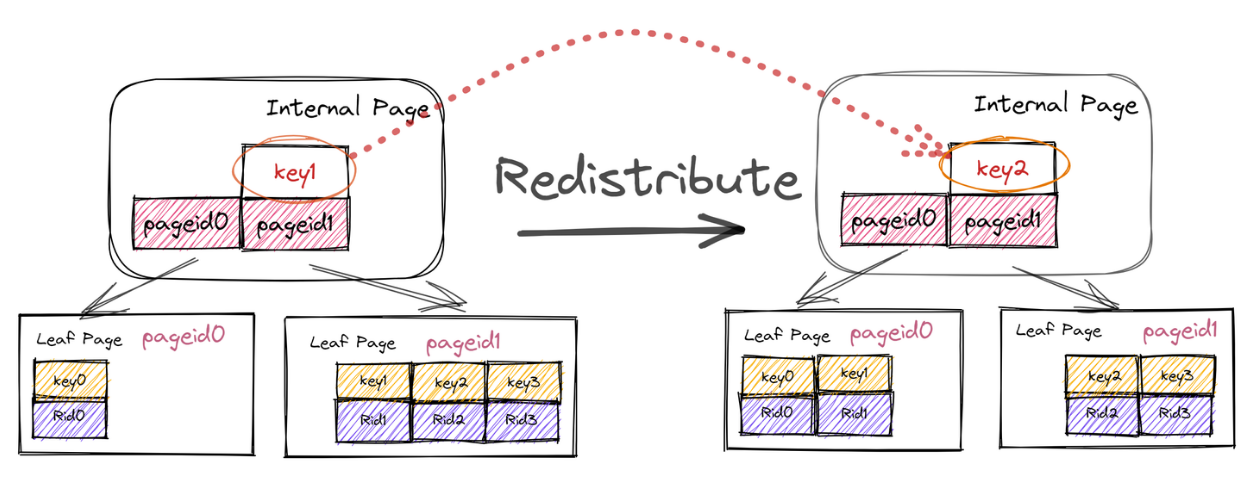 Internal Page
key1
pageid0 pageid1
Leaf Page pageid0
key0
Rid0
Leaf Page pageid1
key1 key2 key3
Rid1 Rid2 Rid3
Redistribute
Internal Page
key2
pageid0 pageid1
Leaf Page pageid0
key0 key1
Rid0 Rid1
Leaf Page pageid1
key2 key3
Rid2 Rid3